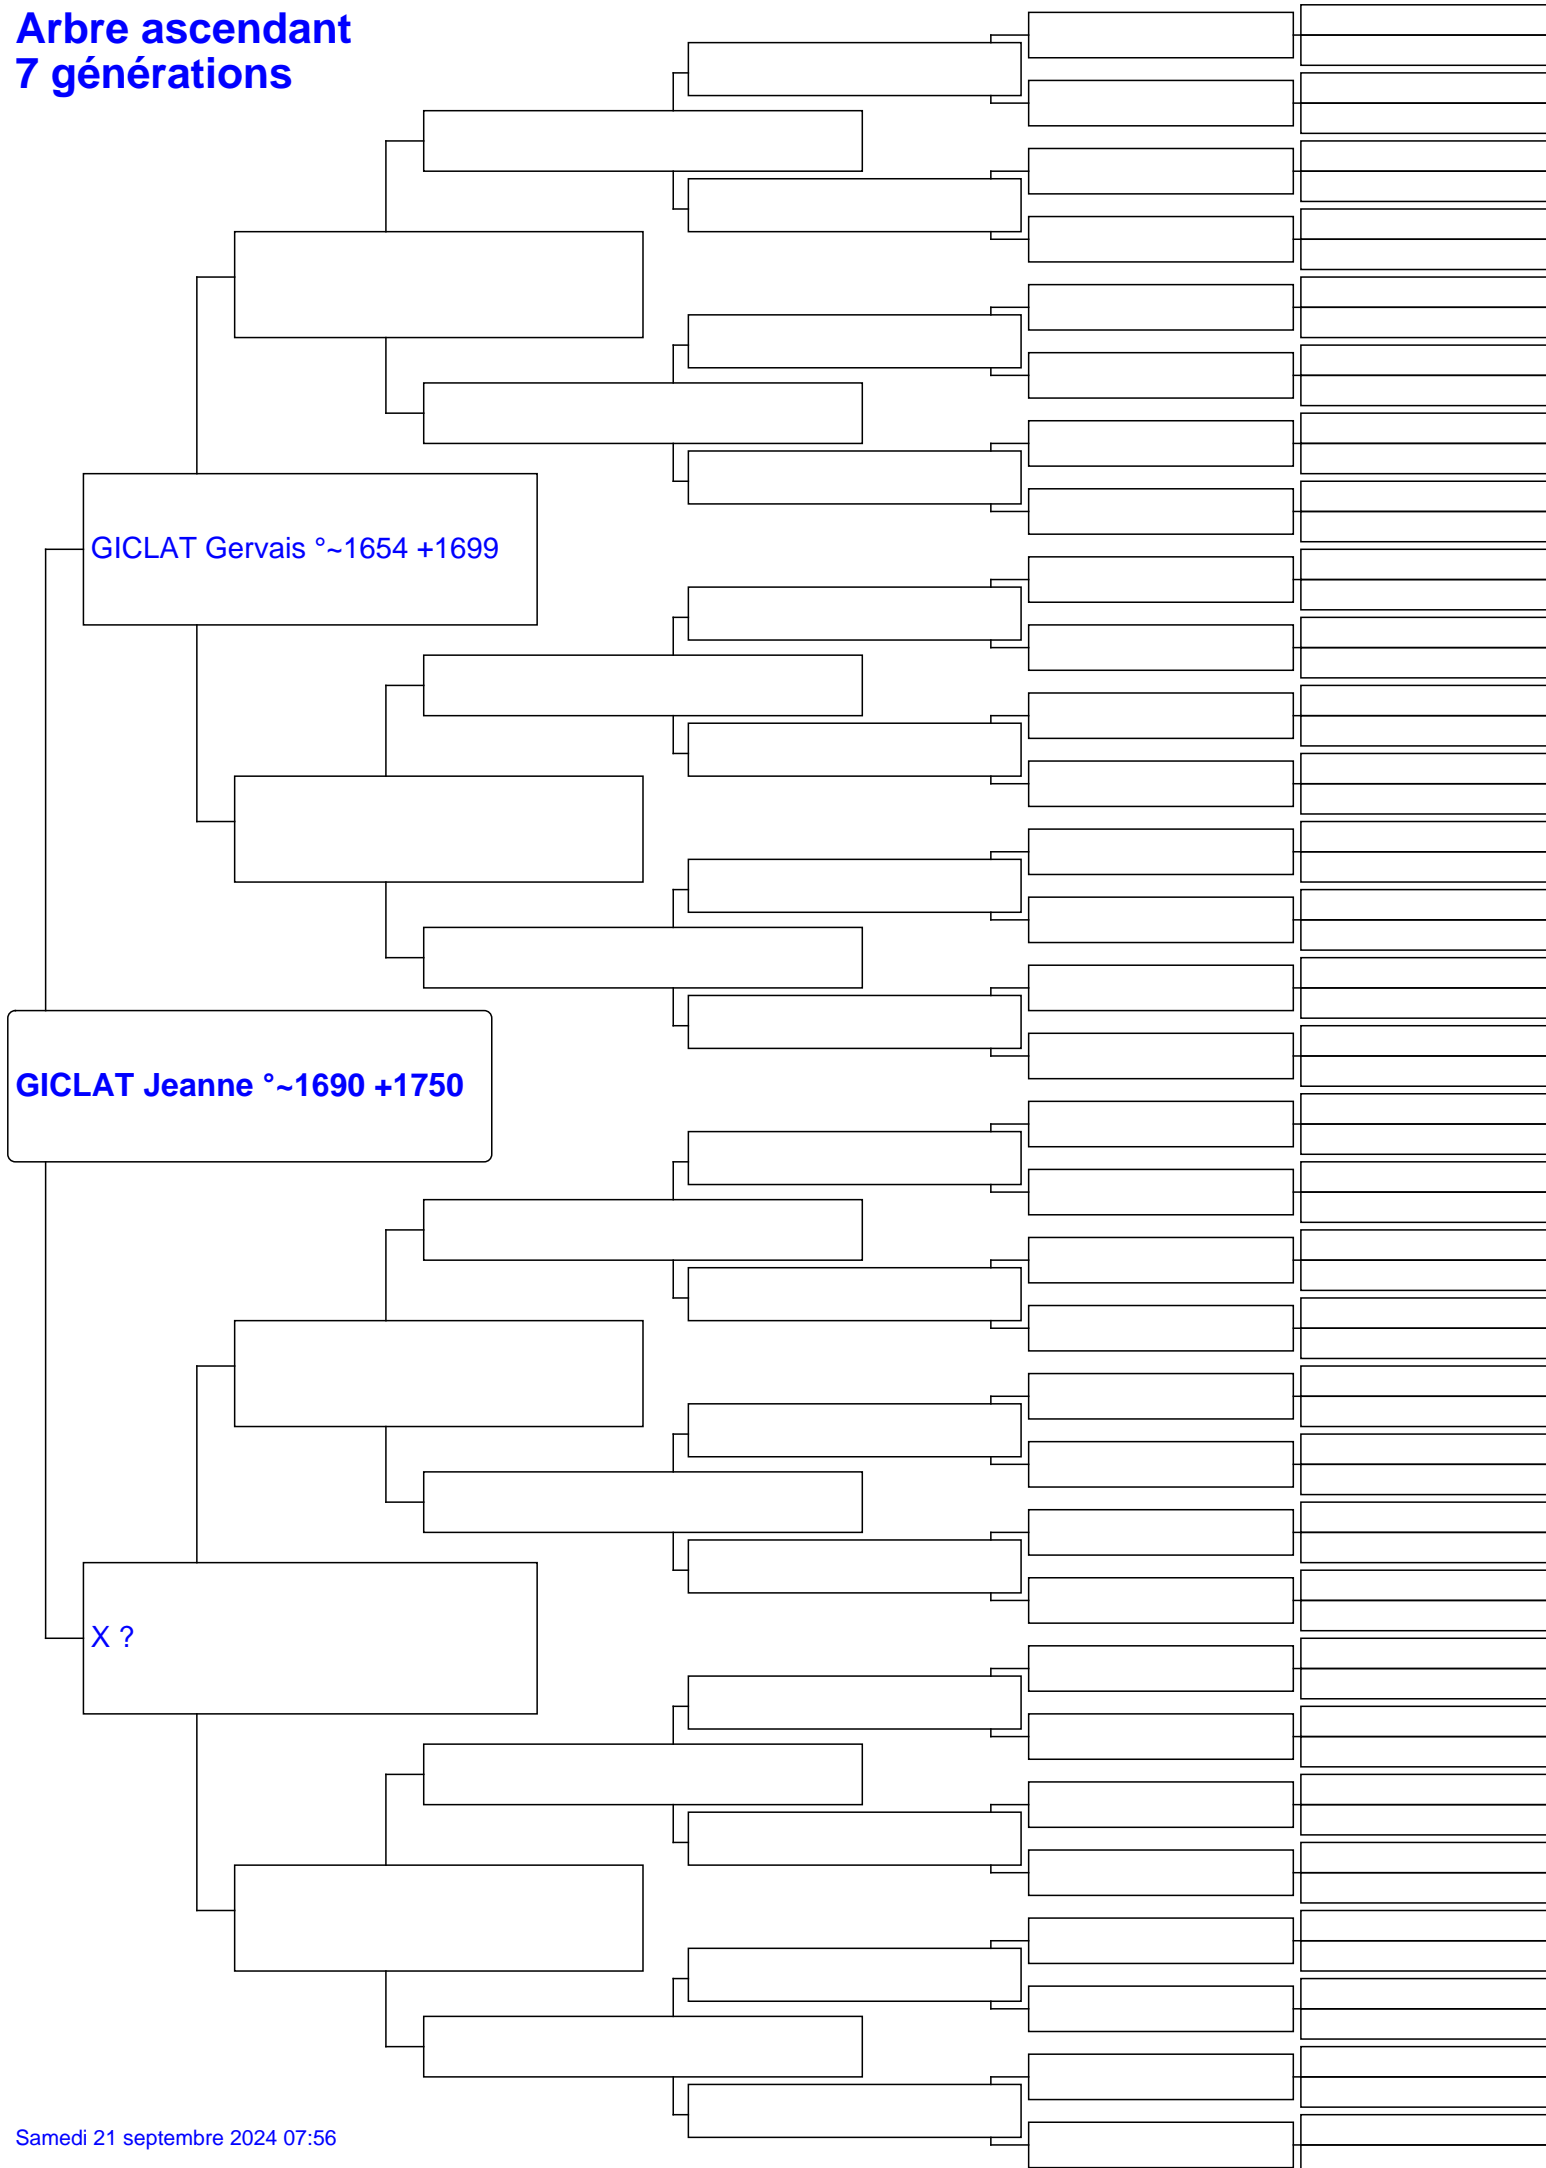 Arbre ascendant
7 générations
GICLAT Gervais °~1654 +1699
GICLAT Jeanne °~1690 +1750
X ?
Samedi 21 septembre 2024 07:56